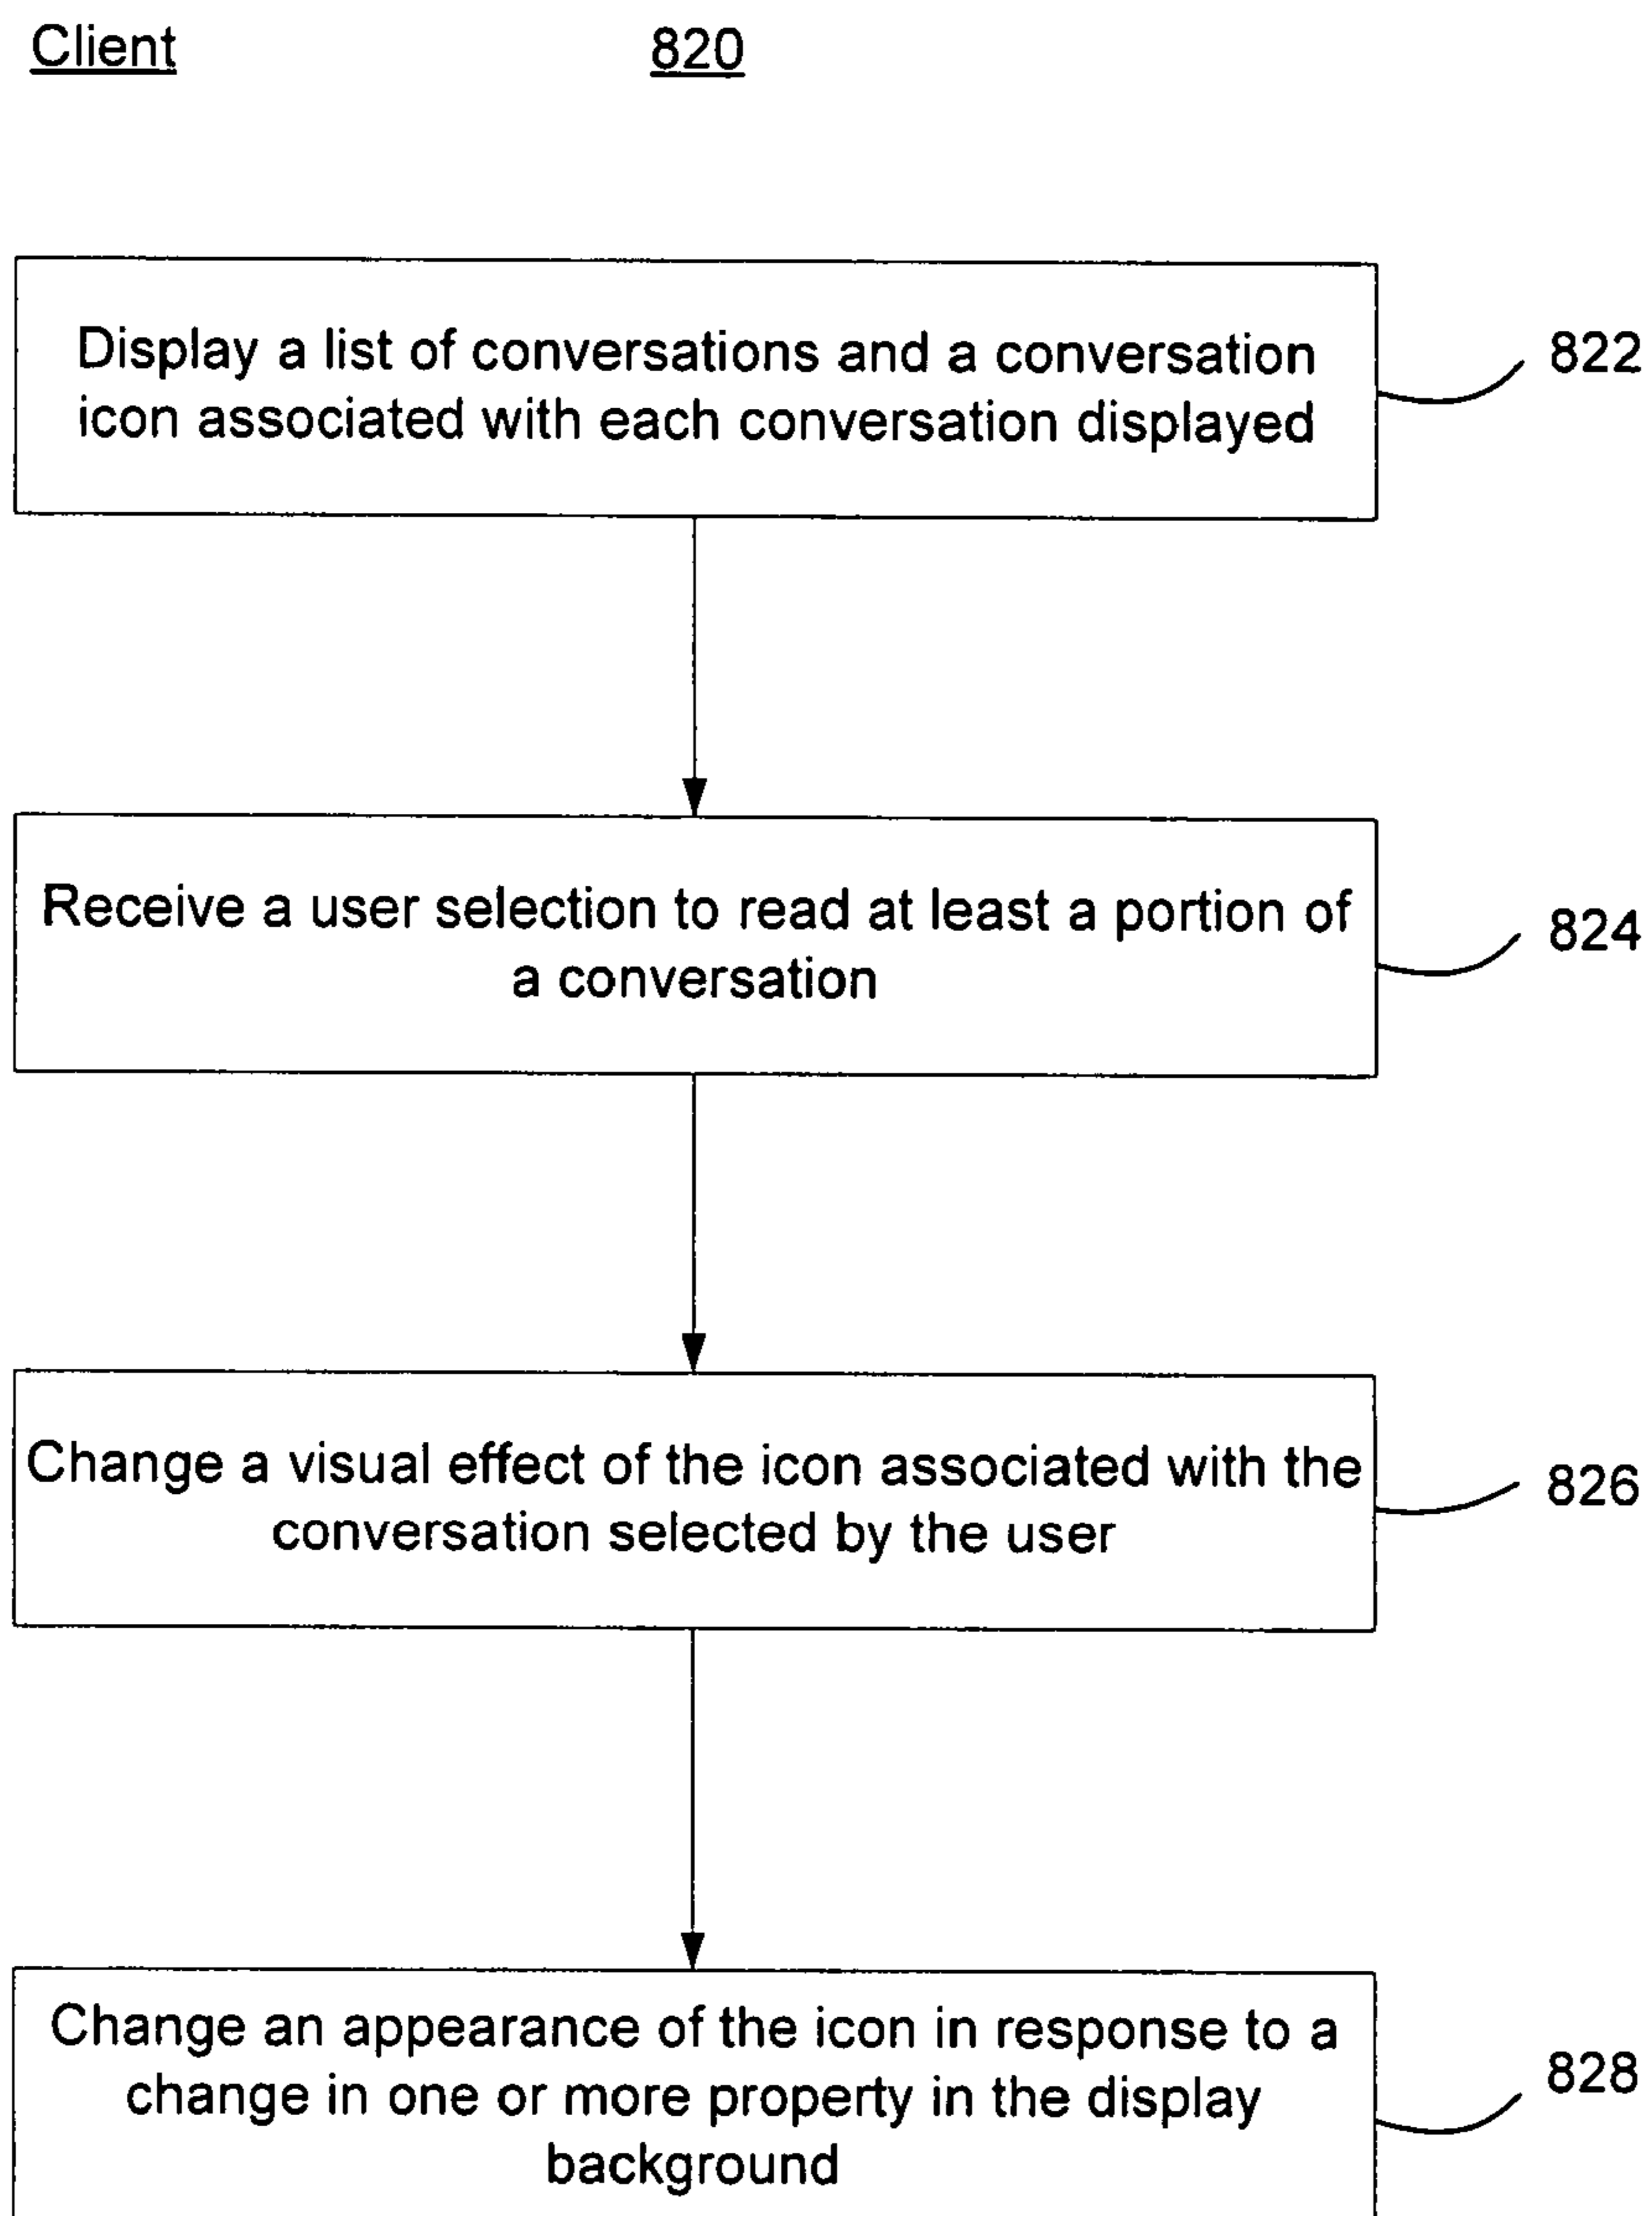 Client
820
Display a list of conversations and a conversation
icon associated with each conversation displayed
822
Receive a user selection to read at least a portion of
a conversation
824
Change a visual effect of the icon associated with the
conversation selected by the user
826
Change an appearance of the icon in response to a
change in one or more property in the display
background
828